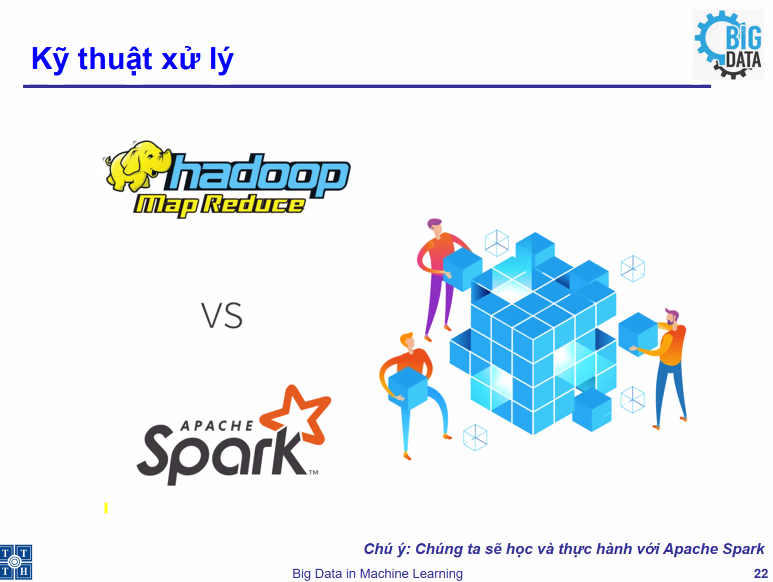 Kỹ thuật xử lý
BIG
DATA
hadoop
Map Reduce
VS
APACHE
Spark™
Chú ý: Chúng ta sẽ học và thực hành với Apache Spark
T T
T H
Big Data in Machine Learning
22